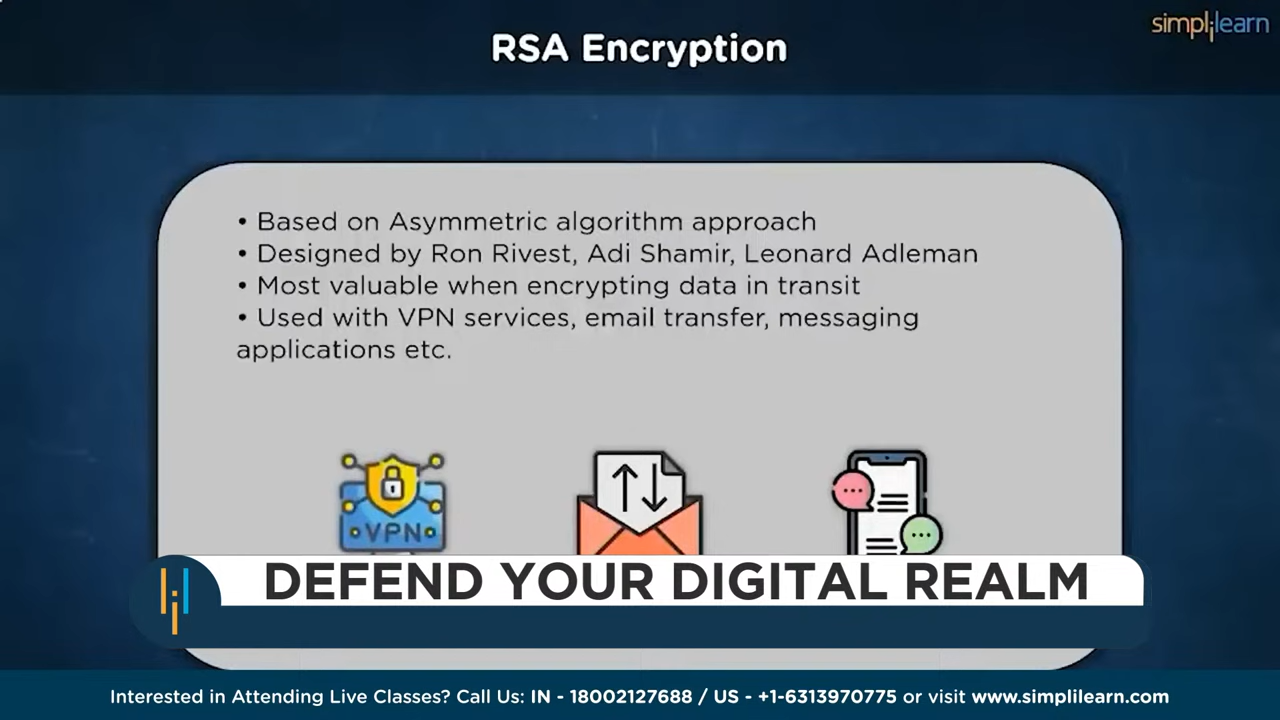 simplilearn
RSA Encryption
• Based on Asymmetric algorithm approach
• Designed by Ron Rivest, Adi Shamir, Leonard Adleman
• Most valuable when encrypting data in transit
• Used with VPN services, email transfer, messaging
applications etc.
VPN
DEFEND YOUR DIGITAL REALM
Interested in Attending Live Classes? Call Us: IN - 18002127688 / US - +1-6313970775 or visit www.simplilearn.com